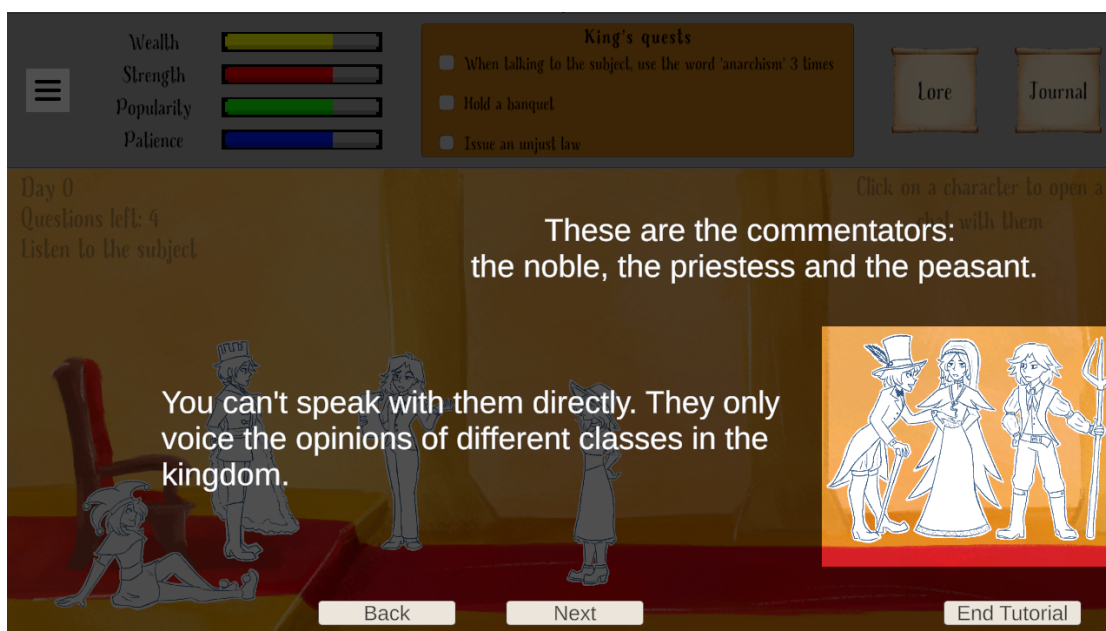 Wealth
Strength
Popularity
Patience
King's quests
When talking to the subject, use the word 'anarchism' 3 times
Hold a banquet
Issue an unjust law
Lore
Journal
Day 0
Questions left: 4
Listen to the subject
Click on a character to open a
chat with them
These are the commentators:
the noble, the priestess and the peasant.
You can't speak with them directly. They only
voice the opinions of different classes in the
kingdom.
Back
Next
End Tutorial